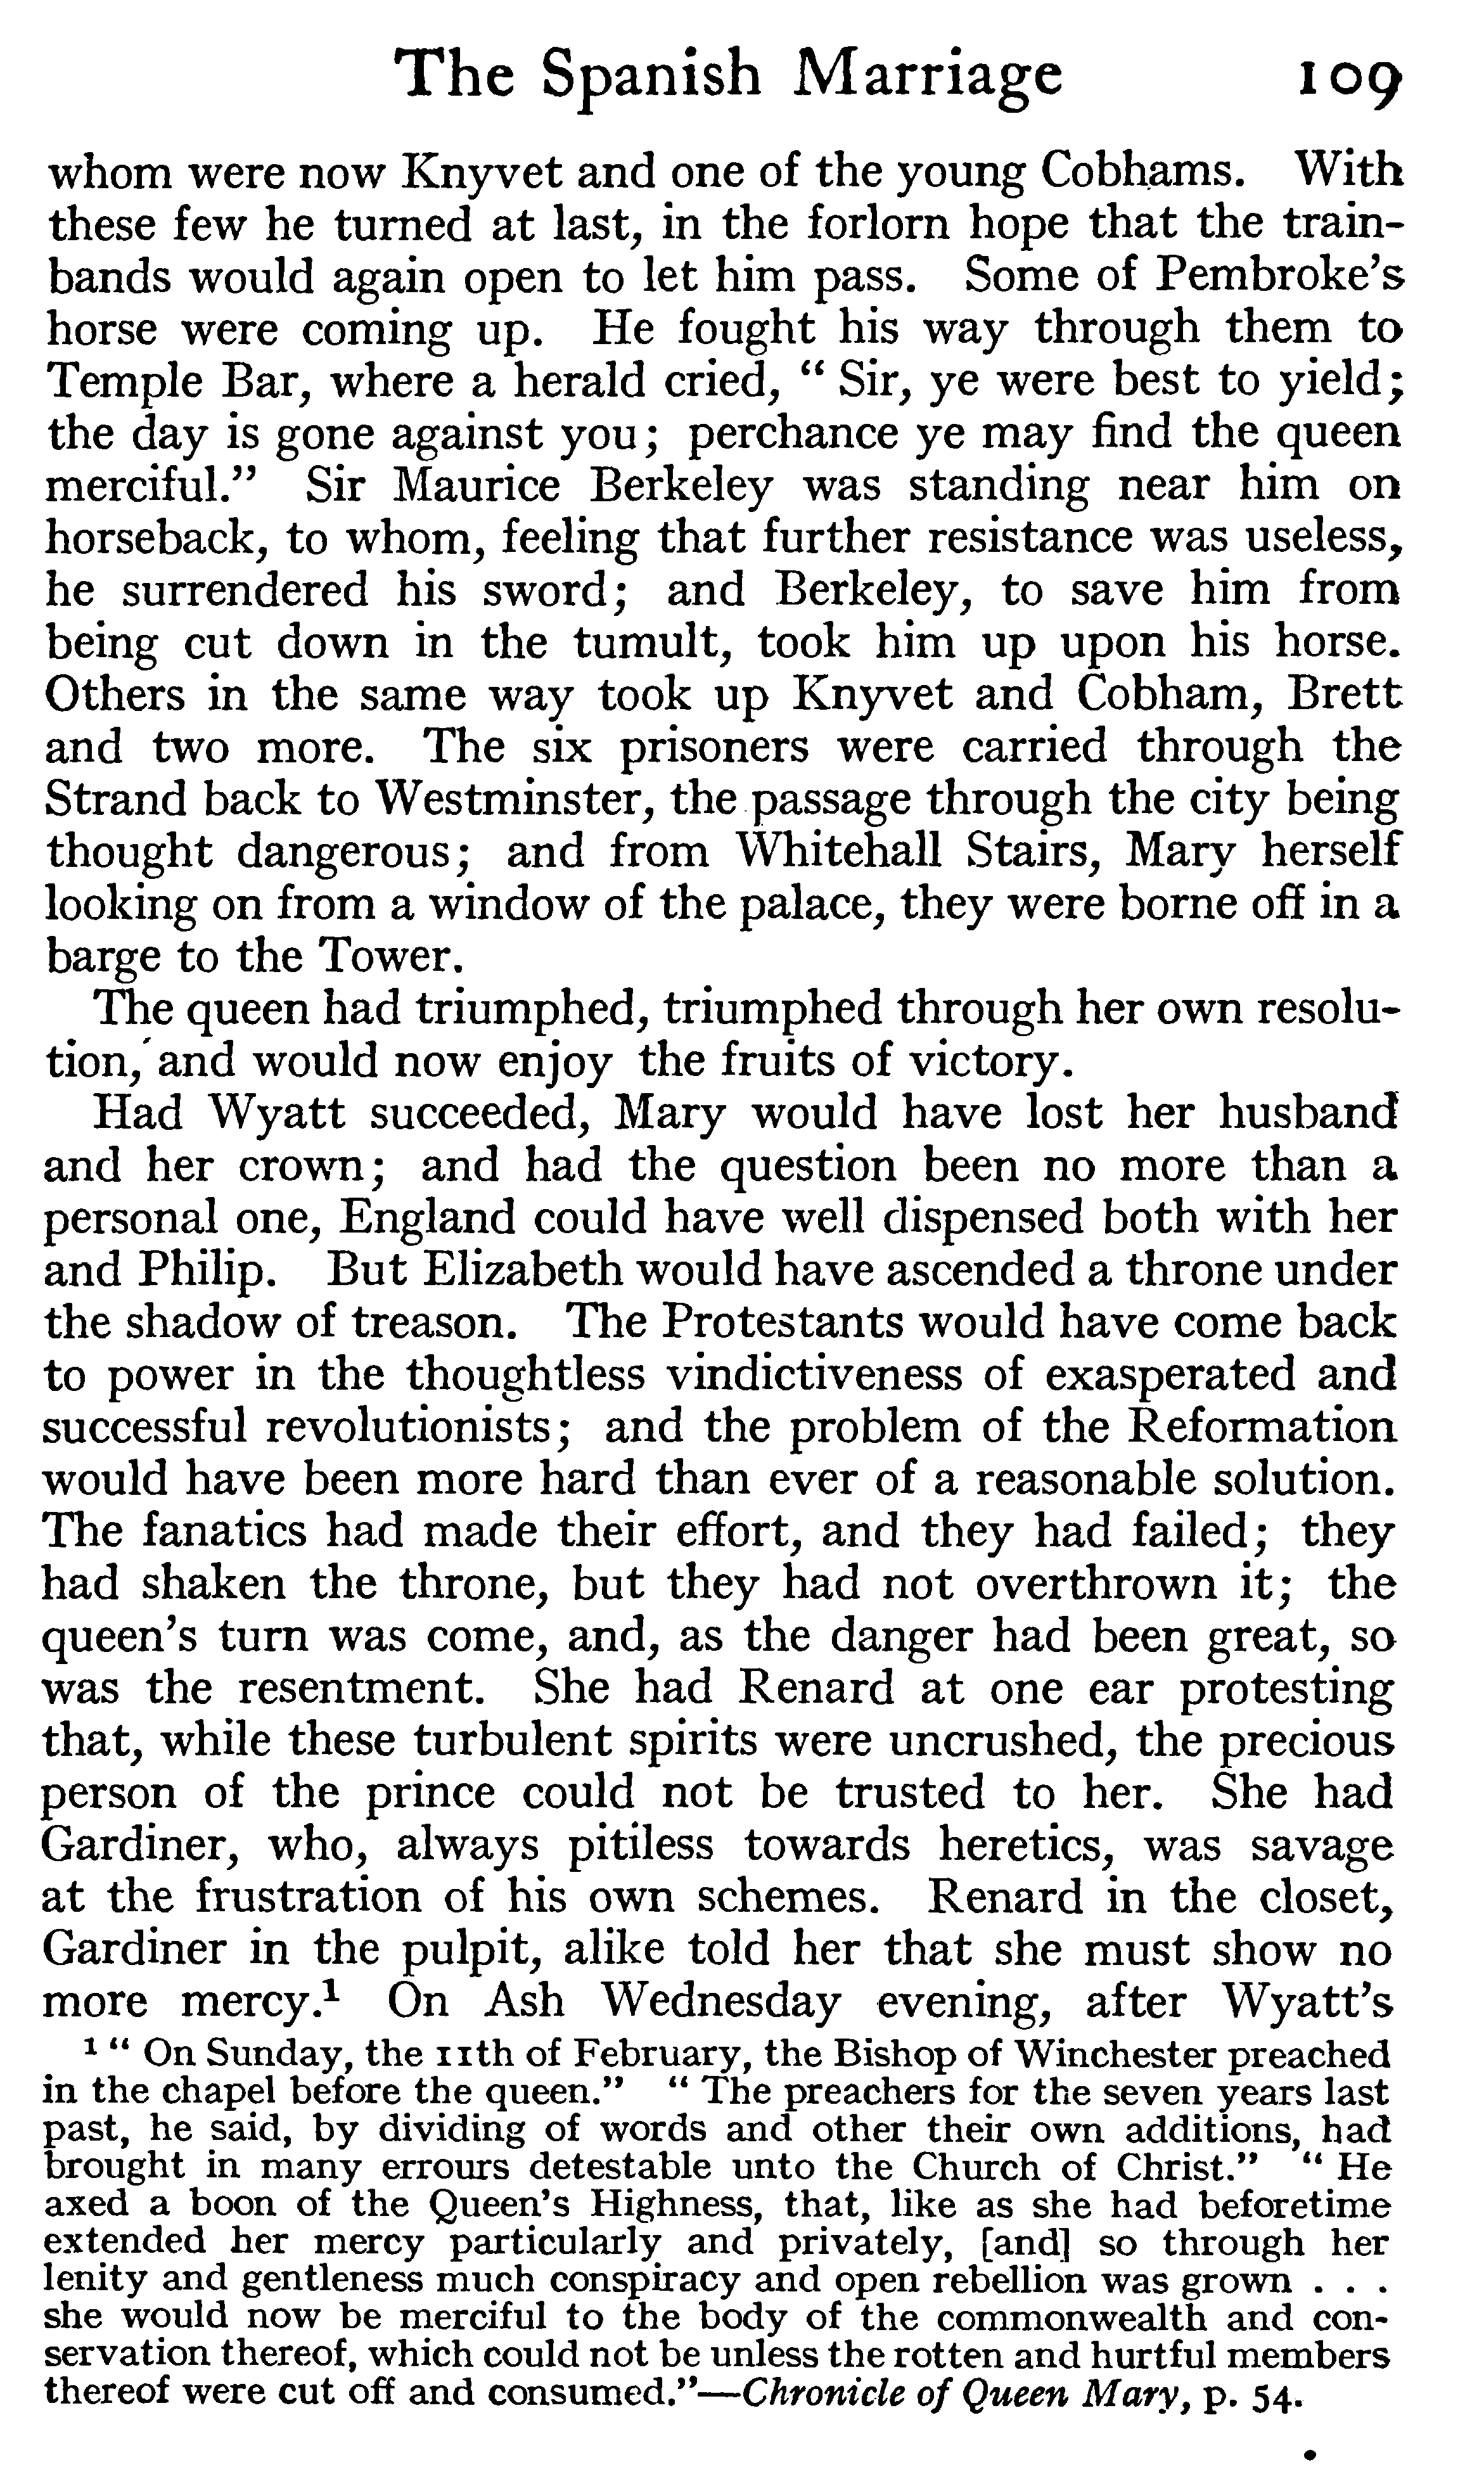 The Spanish Marriage 109
whom were now Knyvet and one of the young Cobhams. With
these few he turned at last, in the forlorn hope that the train-
bands would again open to let him pass. Some of Pembroke's
horse were coming up. He fought his way through them to
Temple Bar, where a herald cried, " Sir, ye were best to yield;
the day is gone against you; perchance ye may find the queen
merciful." Sir Maurice Berkeley was standing near him on
horseback, to whom, feeling that further resistance was useless,
he surrendered his sword; and Berkeley, to save him from
being cut down in the tumult, took him up upon his horse.
Others in the same way took up Knyvet and Cobham, Brett
and two more. The six prisoners were carried through the
Strand back to Westminster, the passage through the city being
thought dangerous; and from Whitehall Stairs, Mary herself
looking on from a window of the palace, they were borne off in a
barge to the Tower.
The queen had triumphed, triumphed through her own resolu-
tion, and would now enjoy the fruits of victory.
Had Wyatt succeeded, Mary would have lost her husband
and her crown; and had the question been no more than a
personal one, England could have well dispensed both with her
and Philip. But Elizabeth would have ascended a throne under
the shadow of treason. The Protestants would have come back
to power in the thoughtless vindictiveness of exasperated and
successful revolutionists; and the problem of the Reformation
would have been more hard than ever of a reasonable solution.
The fanatics had made their effort, and they had failed; they
had shaken the throne, but they had not overthrown it; the
queen's turn was come, and, as the danger had been great, so
was the resentment. She had Renard at one ear protesting
that, while these turbulent spirits were uncrushed, the precious
person of the prince could not be trusted to her. She had
Gardiner, who, always pitiless towards heretics, was savage
at the frustration of his own schemes. Renard in the closet,
Gardiner in the pulpit, alike told her that she must show no
more mercy.¹ On Ash Wednesday evening, after Wyatt's
¹ " On Sunday, the 11th of February, the Bishop of Winchester preached
in the chapel before the queen." " The preachers for the seven years last
past, he said, by dividing of words and other their own additions, had
brought in many errours detestable unto the Church of Christ." " He
axed a boon of the Queen's Highness, that, like as she had beforetime
extended her mercy particularly and privately, [and] so through her
lenity and gentleness much conspiracy and open rebellion was grown . . .
she would now be merciful to the body of the commonwealth and con-
servation thereof, which could not be unless the rotten and hurtful members
thereof were cut off and consumed."—Chronicle of Queen Mary, p. 54.